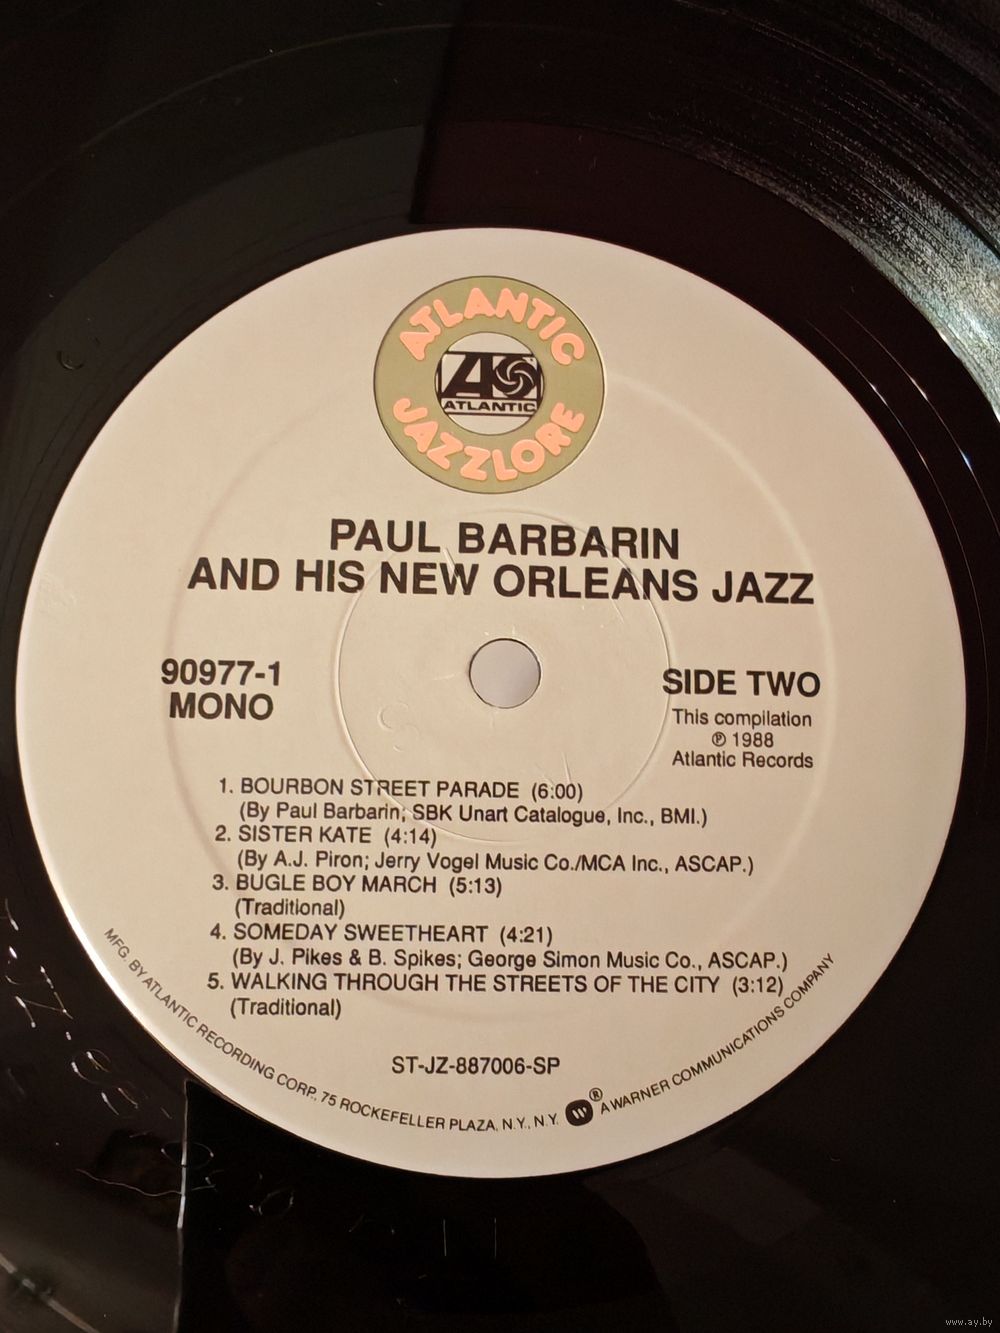 ATLANTIC
ATLANTIC
JAZZLORE
PAUL BARBARIN
AND HIS NEW ORLEANS JAZZ
90977-1
MONO
SIDE TWO
This compilation
℗ 1988
Atlantic Records
1. BOURBON STREET PARADE (6:00)
(By Paul Barbarin; SBK Unart Catalogue, Inc., BMI.)
2. SISTER KATE (4:14)
(By A.J. Piron; Jerry Vogel Music Co./MCA Inc., ASCAP.)
3. BUGLE BOY MARCH (5:13)
(Traditional)
4. SOMEDAY SWEETHEART (4:21)
(By J. Pikes & B. Spikes; George Simon Music Co., ASCAP.)
5. WALKING THROUGH THE STREETS OF THE CITY (3:12)
(Traditional)
ST-JZ-887006-SP
MFG. BY ATLANTIC RECORDING CORP., 75 ROCKEFELLER PLAZA, N.Y., N.Y. ® A WARNER COMMUNICATIONS COMPANY
www.ay.by